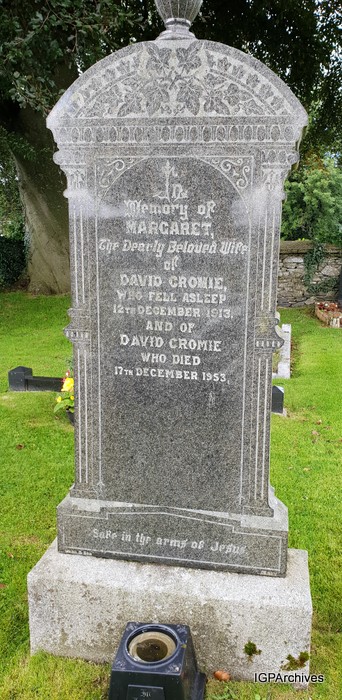 In
Memory of
MARGARET,
The Dearly Beloved Wife
of
DAVID CROMIE,
WHO FELL ASLEEP
12TH DECEMBER 1913.
AND OF
DAVID CROMIE
WHO DIED
17TH DECEMBER 1953.
Safe in the arms of Jesus.
IGPArchives